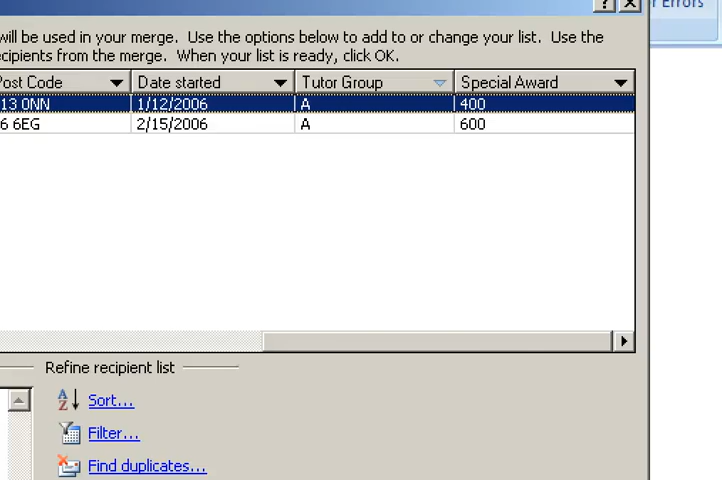 r Errors
will be used in your merge. Use the options below to add to or change your list. Use the
ecipients from the merge. When your list is ready, click OK.
Post Code Date started Tutor Group Special Award
13 0NN 1/12/2006 A 400
6 6EG 2/15/2006 A 600
Refine recipient list
Sort...
Filter...
Find duplicates...